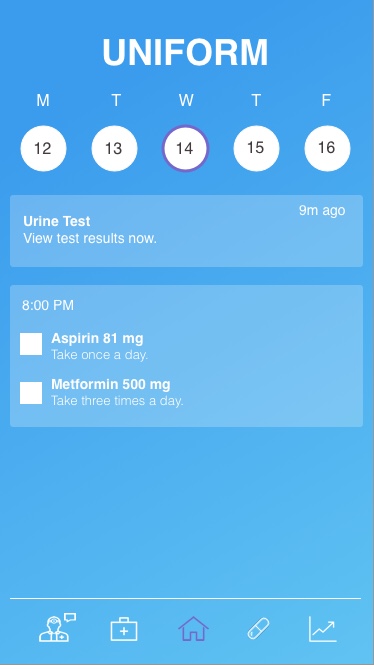 UNIFORM
M T W T F
12 13 14 15 16
9m ago
Urine Test
View test results now.
8:00 PM
Aspirin 81 mg
Take once a day.
Metformin 500 mg
Take three times a day.